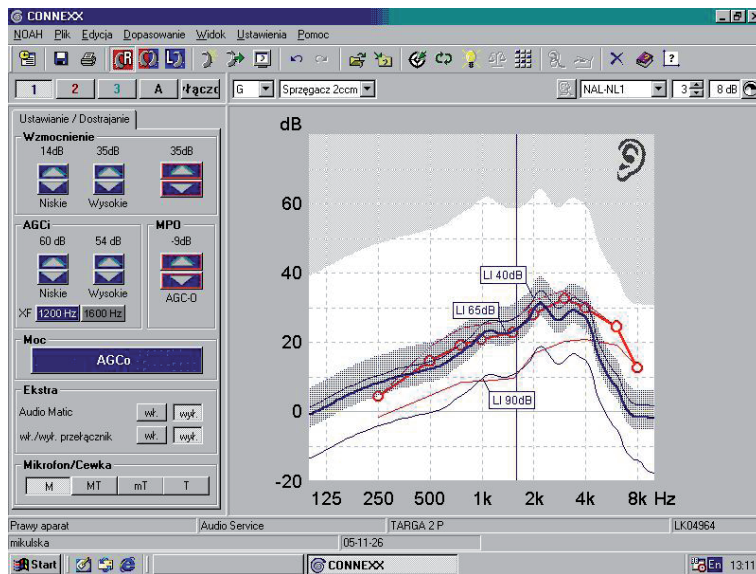 CONNEXX
NOAH Plik Edycja Dopasowanie Widok Ustawienia Pomoc
1 2 3 A G Sprzęgacz 2ccm NAL-NL1 3 8 dB
Ustawianie / Dostrajanie
Wzmocnienie
14dB 35dB 35dB
Niskie Wysokie
AGCi MPO
60 dB 54 dB -9dB
Niskie Wysokie AGC-O
XF 1200 Hz 1600 Hz
Moc
AGCo
Ekstra
Audio Matic wł. wył.
wł./wył. przełącznik wł. wył.
Mikrofon/Cewka
M MT mT T
dB
60
40
20
0
-20
LI 40dB
LI 65dB
LI 90dB
125 250 500 1k 2k 4k 8k Hz
Prawy aparat Audio Service TARGA 2 P LK04964
mikulska 05-11-26
Start CONNEXX En 13:11